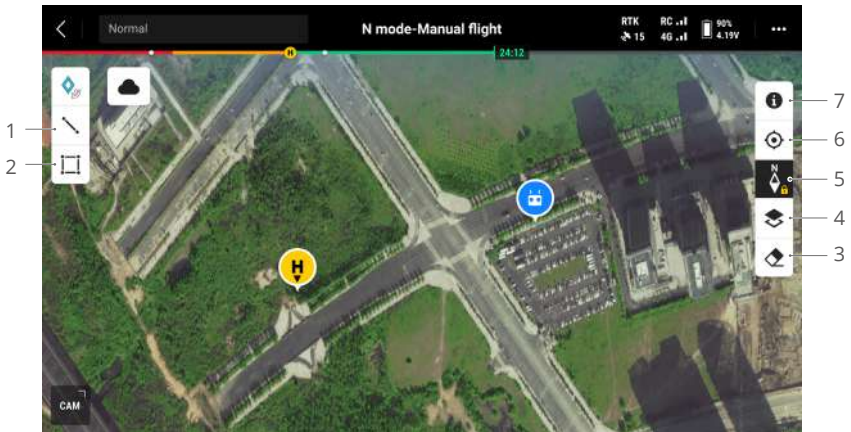 Normal
N mode-Manual flight
RTK
15
RC
4G
90%
4.19V
H
24:12
1
2
7
6
N
5
4
3
H
CAM